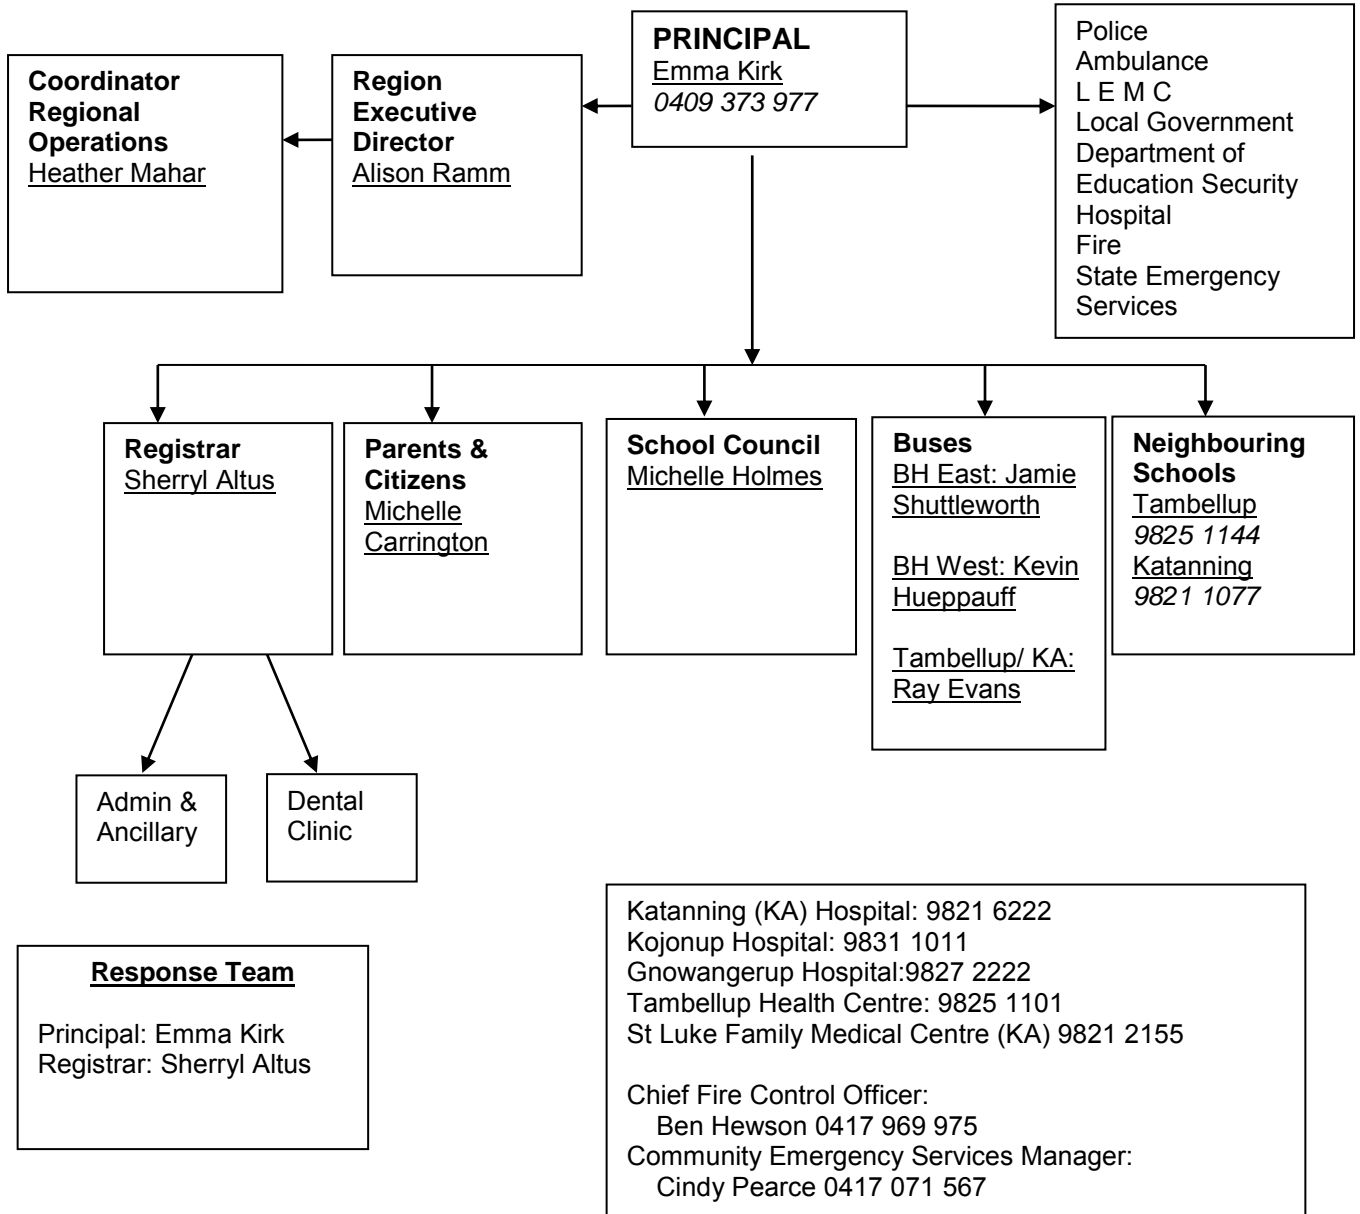 PRINCIPAL
Emma Kirk
0409 373 977
Coordinator
Regional
Operations
Heather Mahar
Region
Executive
Director
Alison Ramm
Police
Ambulance
L E M C
Local Government
Department of
Education Security
Hospital
Fire
State Emergency
Services
Registrar
Sherryl Altus
Parents &
Citizens
Michelle
Carrington
School Council
Michelle Holmes
Buses
BH East: Jamie
Shuttleworth
BH West: Kevin
Hueppauff
Tambellup/ KA:
Ray Evans
Neighbouring
Schools
Tambellup
9825 1144
Katanning
9821 1077
Admin &
Ancillary
Dental
Clinic
Response Team
Principal: Emma Kirk
Registrar: Sherryl Altus
Katanning (KA) Hospital: 9821 6222
Kojonup Hospital: 9831 1011
Gnowangerup Hospital:9827 2222
Tambellup Health Centre: 9825 1101
St Luke Family Medical Centre (KA) 9821 2155
Chief Fire Control Officer:
Ben Hewson 0417 969 975
Community Emergency Services Manager:
Cindy Pearce 0417 071 567